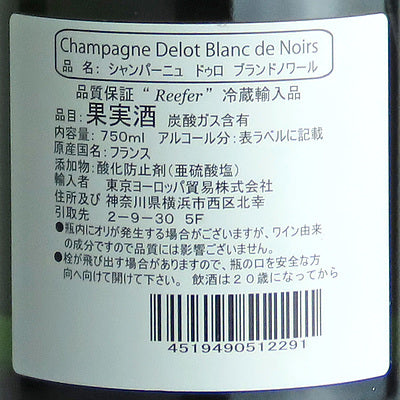 Champagne Delot Blanc de Noirs
品 名: シャンパーニュ ドゥロ ブランドノワール
品質保証 “ Reefer” 冷蔵輸入品
品目: 果実酒 炭酸ガス含有
内容量: 750ml アルコール分: 表ラベルに記載
原産国名: フランス
添加物: 酸化防止剤(亜硫酸塩)
輸入者 東京ヨーロッパ貿易株式会社
住所及び 神奈川県横浜市西区北幸
引取先 2-9-30 5F
●瓶内にオリが発生する場合がございますが、ワイン由来
の成分ですので品質には影響ございません。
●栓が飛び出す場合がありますので、瓶の口を安全な方
向へ向けて開けて下さい。 飲酒は20歳になってから
4519490512291